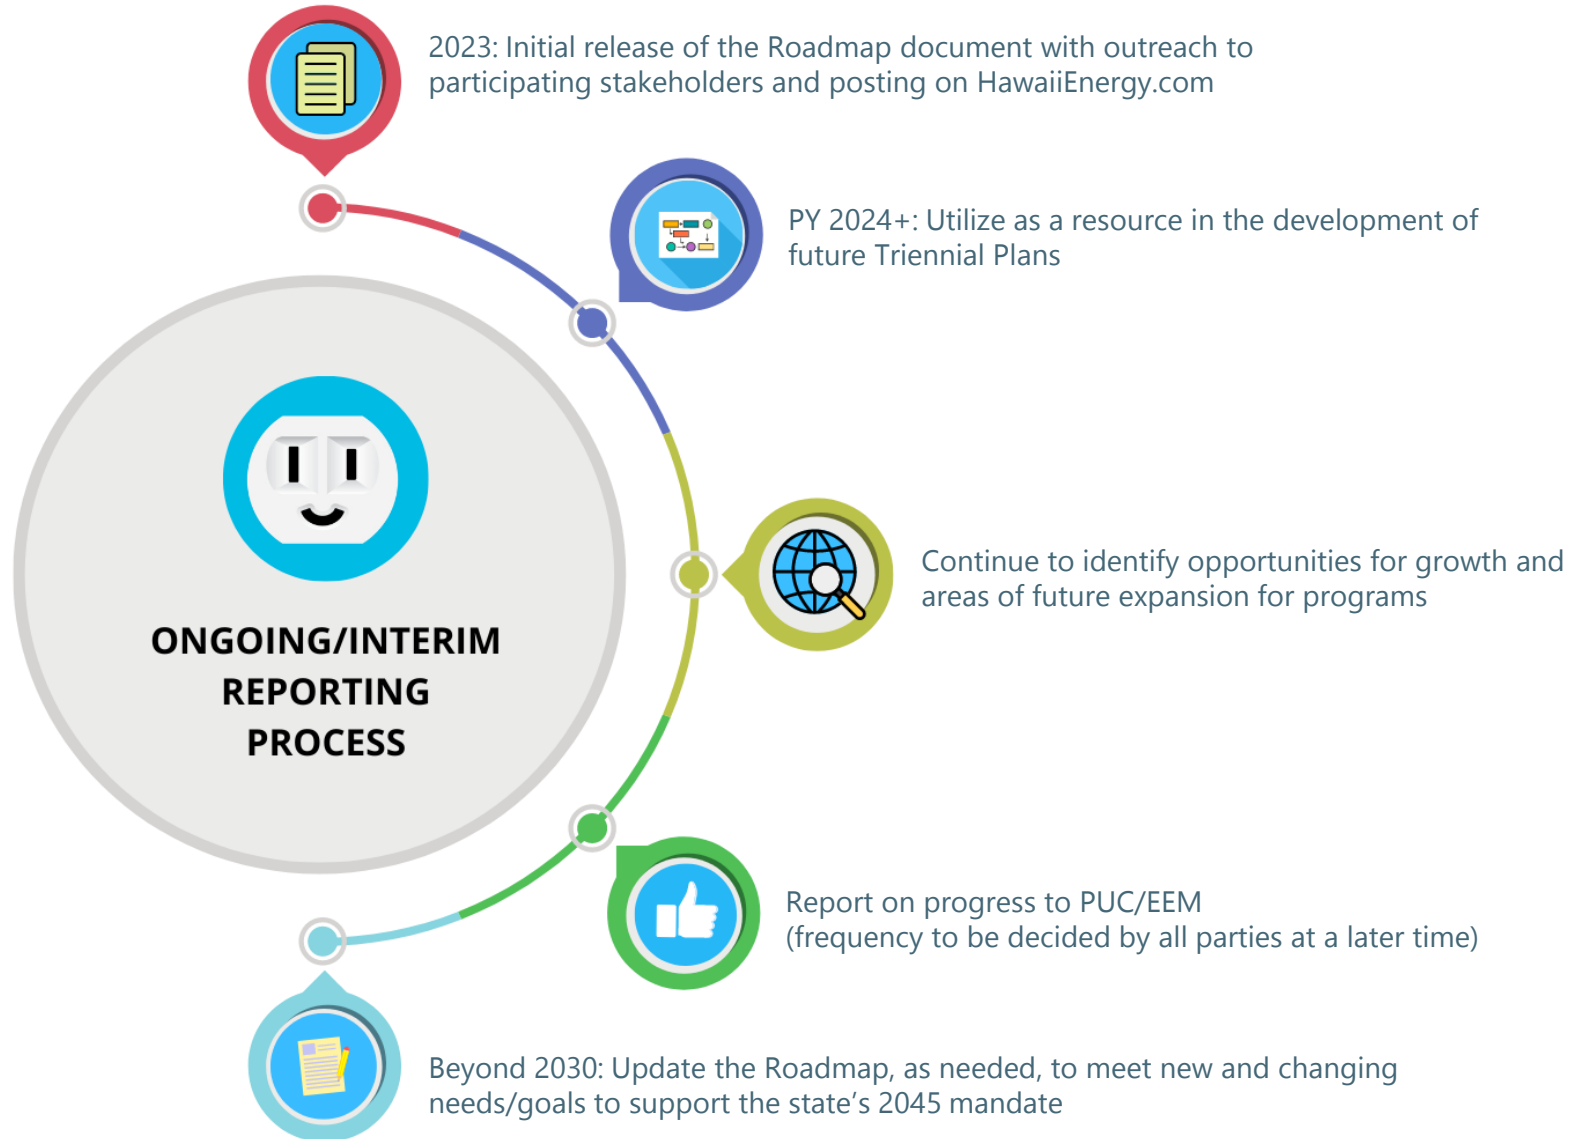 2023: Initial release of the Roadmap document with outreach to
participating stakeholders and posting on HawaiiEnergy.com
PY 2024+: Utilize as a resource in the development of
future Triennial Plans
ONGOING/INTERIM
REPORTING
PROCESS
Continue to identify opportunities for growth and
areas of future expansion for programs
Report on progress to PUC/EEM
(frequency to be decided by all parties at a later time)
Beyond 2030: Update the Roadmap, as needed, to meet new and changing
needs/goals to support the state’s 2045 mandate